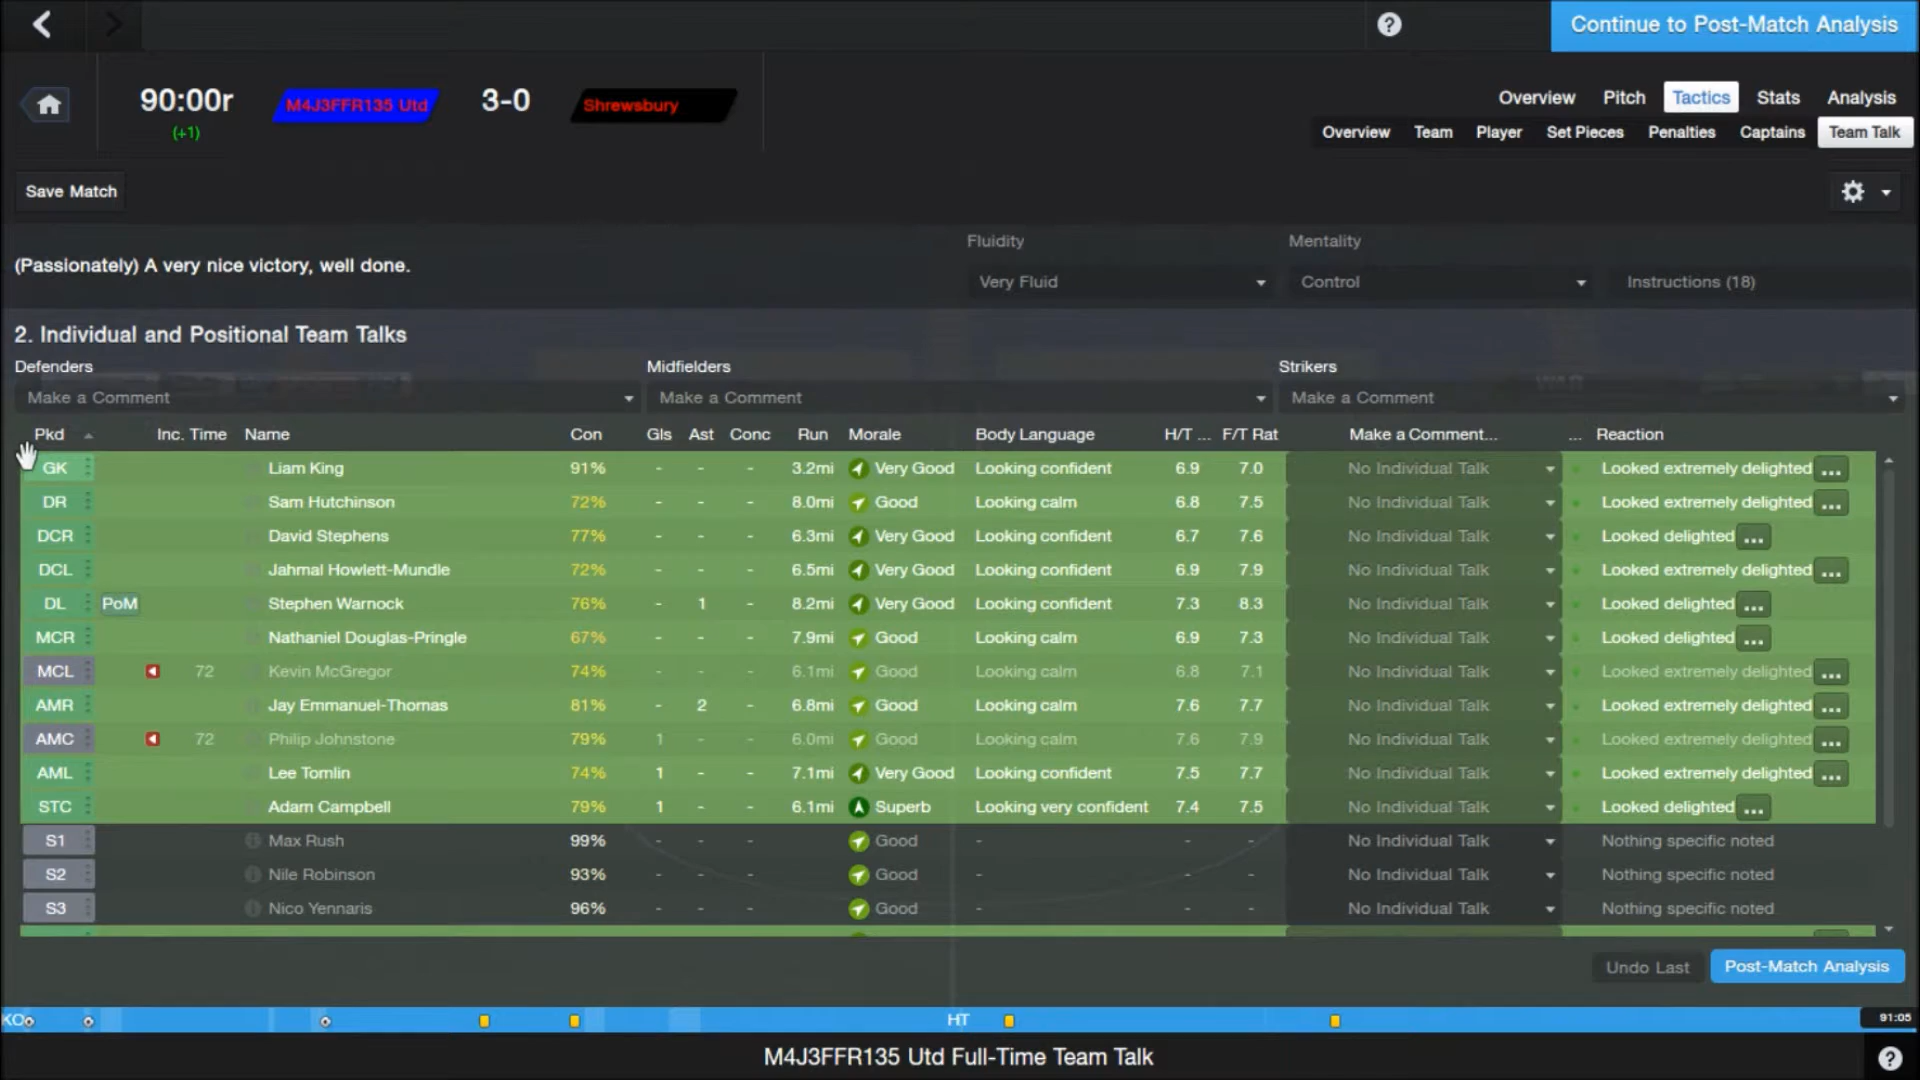 Continue to Post-Match Analysis
90:00r M4J3FFR135 Utd 3-0 Shrewsbury
(+1)
Overview Pitch Tactics Stats Analysis
Overview Team Player Set Pieces Penalties Captains Team Talk
Save Match
Fluidity Mentality
(Passionately) A very nice victory, well done.
Very Fluid Control Instructions (18)
2. Individual and Positional Team Talks
Defenders Midfielders Strikers
Make a Comment Make a Comment Make a Comment
Pkd Inc. Time Name Con Gls Ast Conc Run Morale Body Language H/T ... F/T Rat Make a Comment... ... Reaction
GK Liam King 91% - - - 3.2mi Very Good Looking confident 6.9 7.0 No Individual Talk Looked extremely delighted ...
DR Sam Hutchinson 72% - - - 8.0mi Good Looking calm 6.8 7.5 No Individual Talk Looked extremely delighted ...
DCR David Stephens 77% - - - 6.3mi Very Good Looking confident 6.7 7.6 No Individual Talk Looked delighted ...
DCL Jahmal Howlett-Mundle 72% - - - 6.5mi Very Good Looking confident 6.9 7.9 No Individual Talk Looked extremely delighted ...
DL PoM Stephen Warnock 76% - 1 - 8.2mi Very Good Looking confident 7.3 8.3 No Individual Talk Looked delighted ...
MCR Nathaniel Douglas-Pringle 67% - - - 7.9mi Good Looking calm 6.9 7.3 No Individual Talk Looked delighted ...
MCL 72 Kevin McGregor 74% - - - 6.1mi Good Looking calm 6.8 7.1 No Individual Talk Looked extremely delighted ...
AMR Jay Emmanuel-Thomas 81% - 2 - 6.8mi Good Looking calm 7.6 7.7 No Individual Talk Looked extremely delighted ...
AMC 72 Philip Johnstone 79% 1 - - 6.0mi Good Looking calm 7.6 7.9 No Individual Talk Looked extremely delighted ...
AML Lee Tomlin 74% 1 - - 7.1mi Very Good Looking confident 7.5 7.7 No Individual Talk Looked extremely delighted ...
STC Adam Campbell 79% 1 - - 6.1mi Superb Looking very confident 7.4 7.5 No Individual Talk Looked delighted ...
S1 Max Rush 99% - - - Good - - - No Individual Talk Nothing specific noted
S2 Nile Robinson 93% - - - Good - - - No Individual Talk Nothing specific noted
S3 Nico Yennaris 96% - - - Good - - - No Individual Talk Nothing specific noted
Undo Last Post-Match Analysis
KO HT 91:05
M4J3FFR135 Utd Full-Time Team Talk